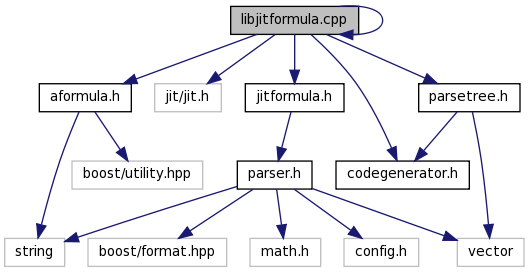 libjitformula.cpp
aformula.h
jit/jit.h
jitformula.h
parsetree.h
boost/utility.hpp
parser.h
codegenerator.h
string
boost/format.hpp
math.h
config.h
vector